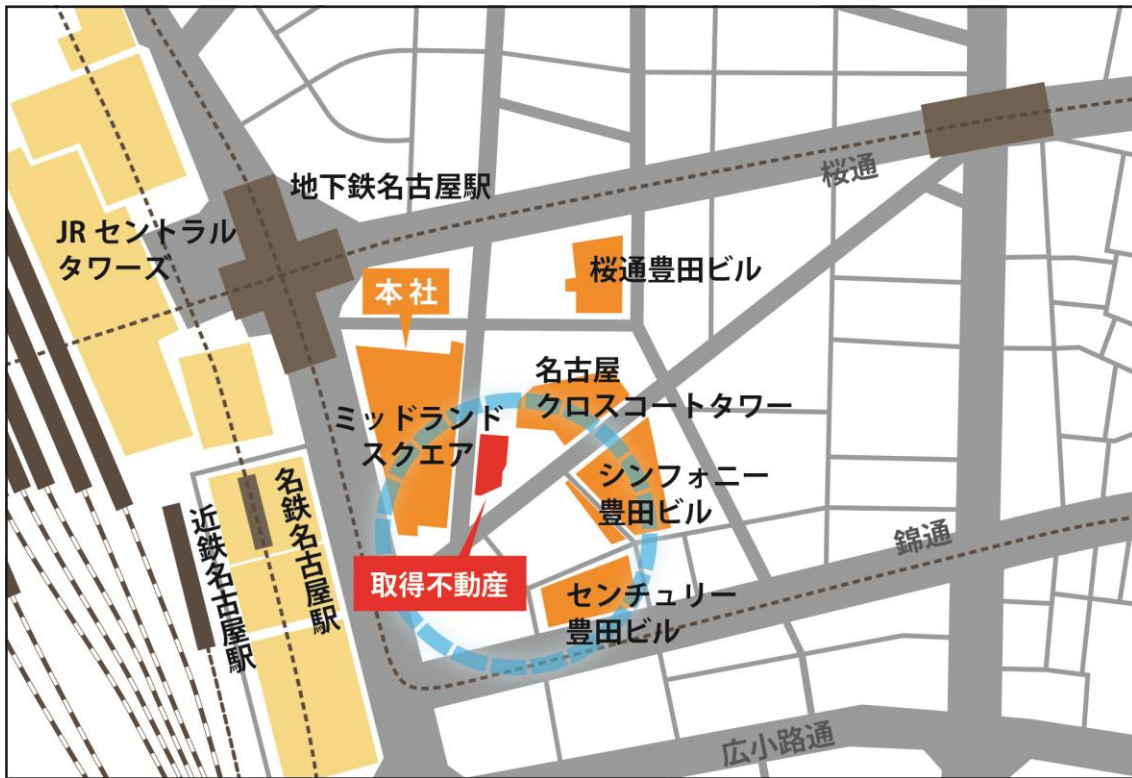 地下鉄名古屋駅
桜通
JR セントラル
タワーズ
桜通豊田ビル
本社
名古屋
クロスコートタワー
ミッドランド
スクエア
シンフォニー
豊田ビル
名鉄名古屋駅
近鉄名古屋駅
錦通
取得不動産
センチュリー
豊田ビル
広小路通